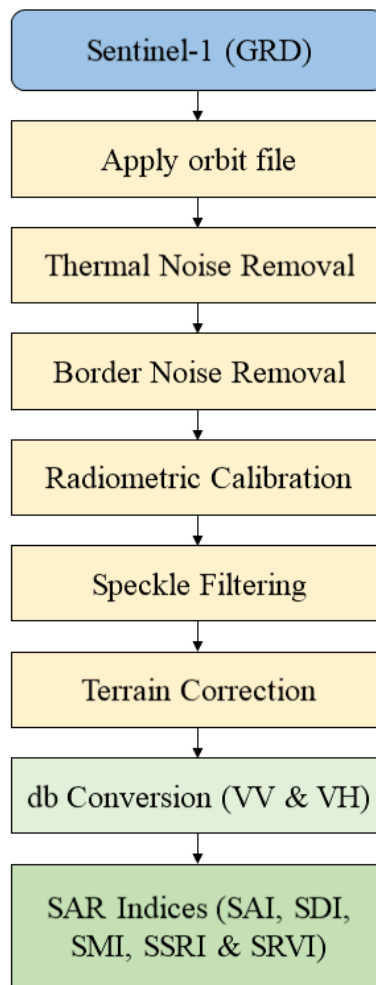 Sentinel-1 (GRD)
Apply orbit file
Thermal Noise Removal
Border Noise Removal
Radiometric Calibration
Speckle Filtering
Terrain Correction
db Conversion (VV & VH)
SAR Indices (SAI, SDI,
SMI, SSRI & SRVI)